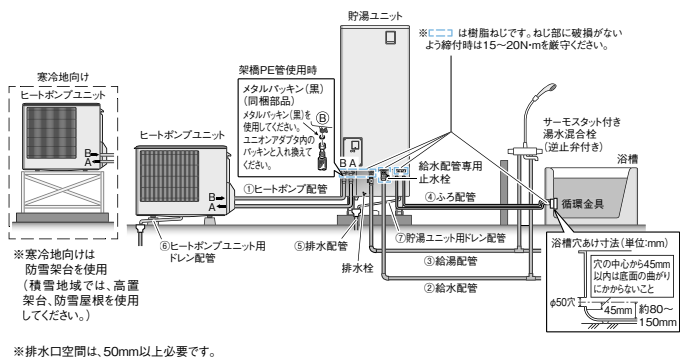 貯湯ユニット
※ は樹脂ねじです。ねじ部に破損がない
よう締付時は15～20N・mを厳守ください。
架橋PE管使用時
メタルパッキン（黒）
（同梱部品）
メタルパッキン（黒）を
使用してください。
ユニオンアダプタ内の
パッキンと入れ換えて
ください。
B
寒冷地向け
ヒートポンプユニット
B
A
ヒートポンプユニット
B
A
B A
①ヒートポンプ配管
給水配管専用
止水栓
サーモスタット付き
湯水混合栓
（逆止弁付き）
浴槽
循環金具
④ふろ配管
⑥ヒートポンプユニット用
ドレン配管
⑤排水配管
⑦貯湯ユニット用ドレン配管
排水栓
③給湯配管
②給水配管
浴槽穴あけ寸法（単位:mm）
穴の中心から45mm
以内は底面の曲がり
にかからないこと
φ50穴
45mm
約80～
150mm
※寒冷地向けは
防雪架台を使用
（積雪地域では、高置
架台、防雪屋根を使用
してください。）
※排水口空間は、50mm以上必要です。